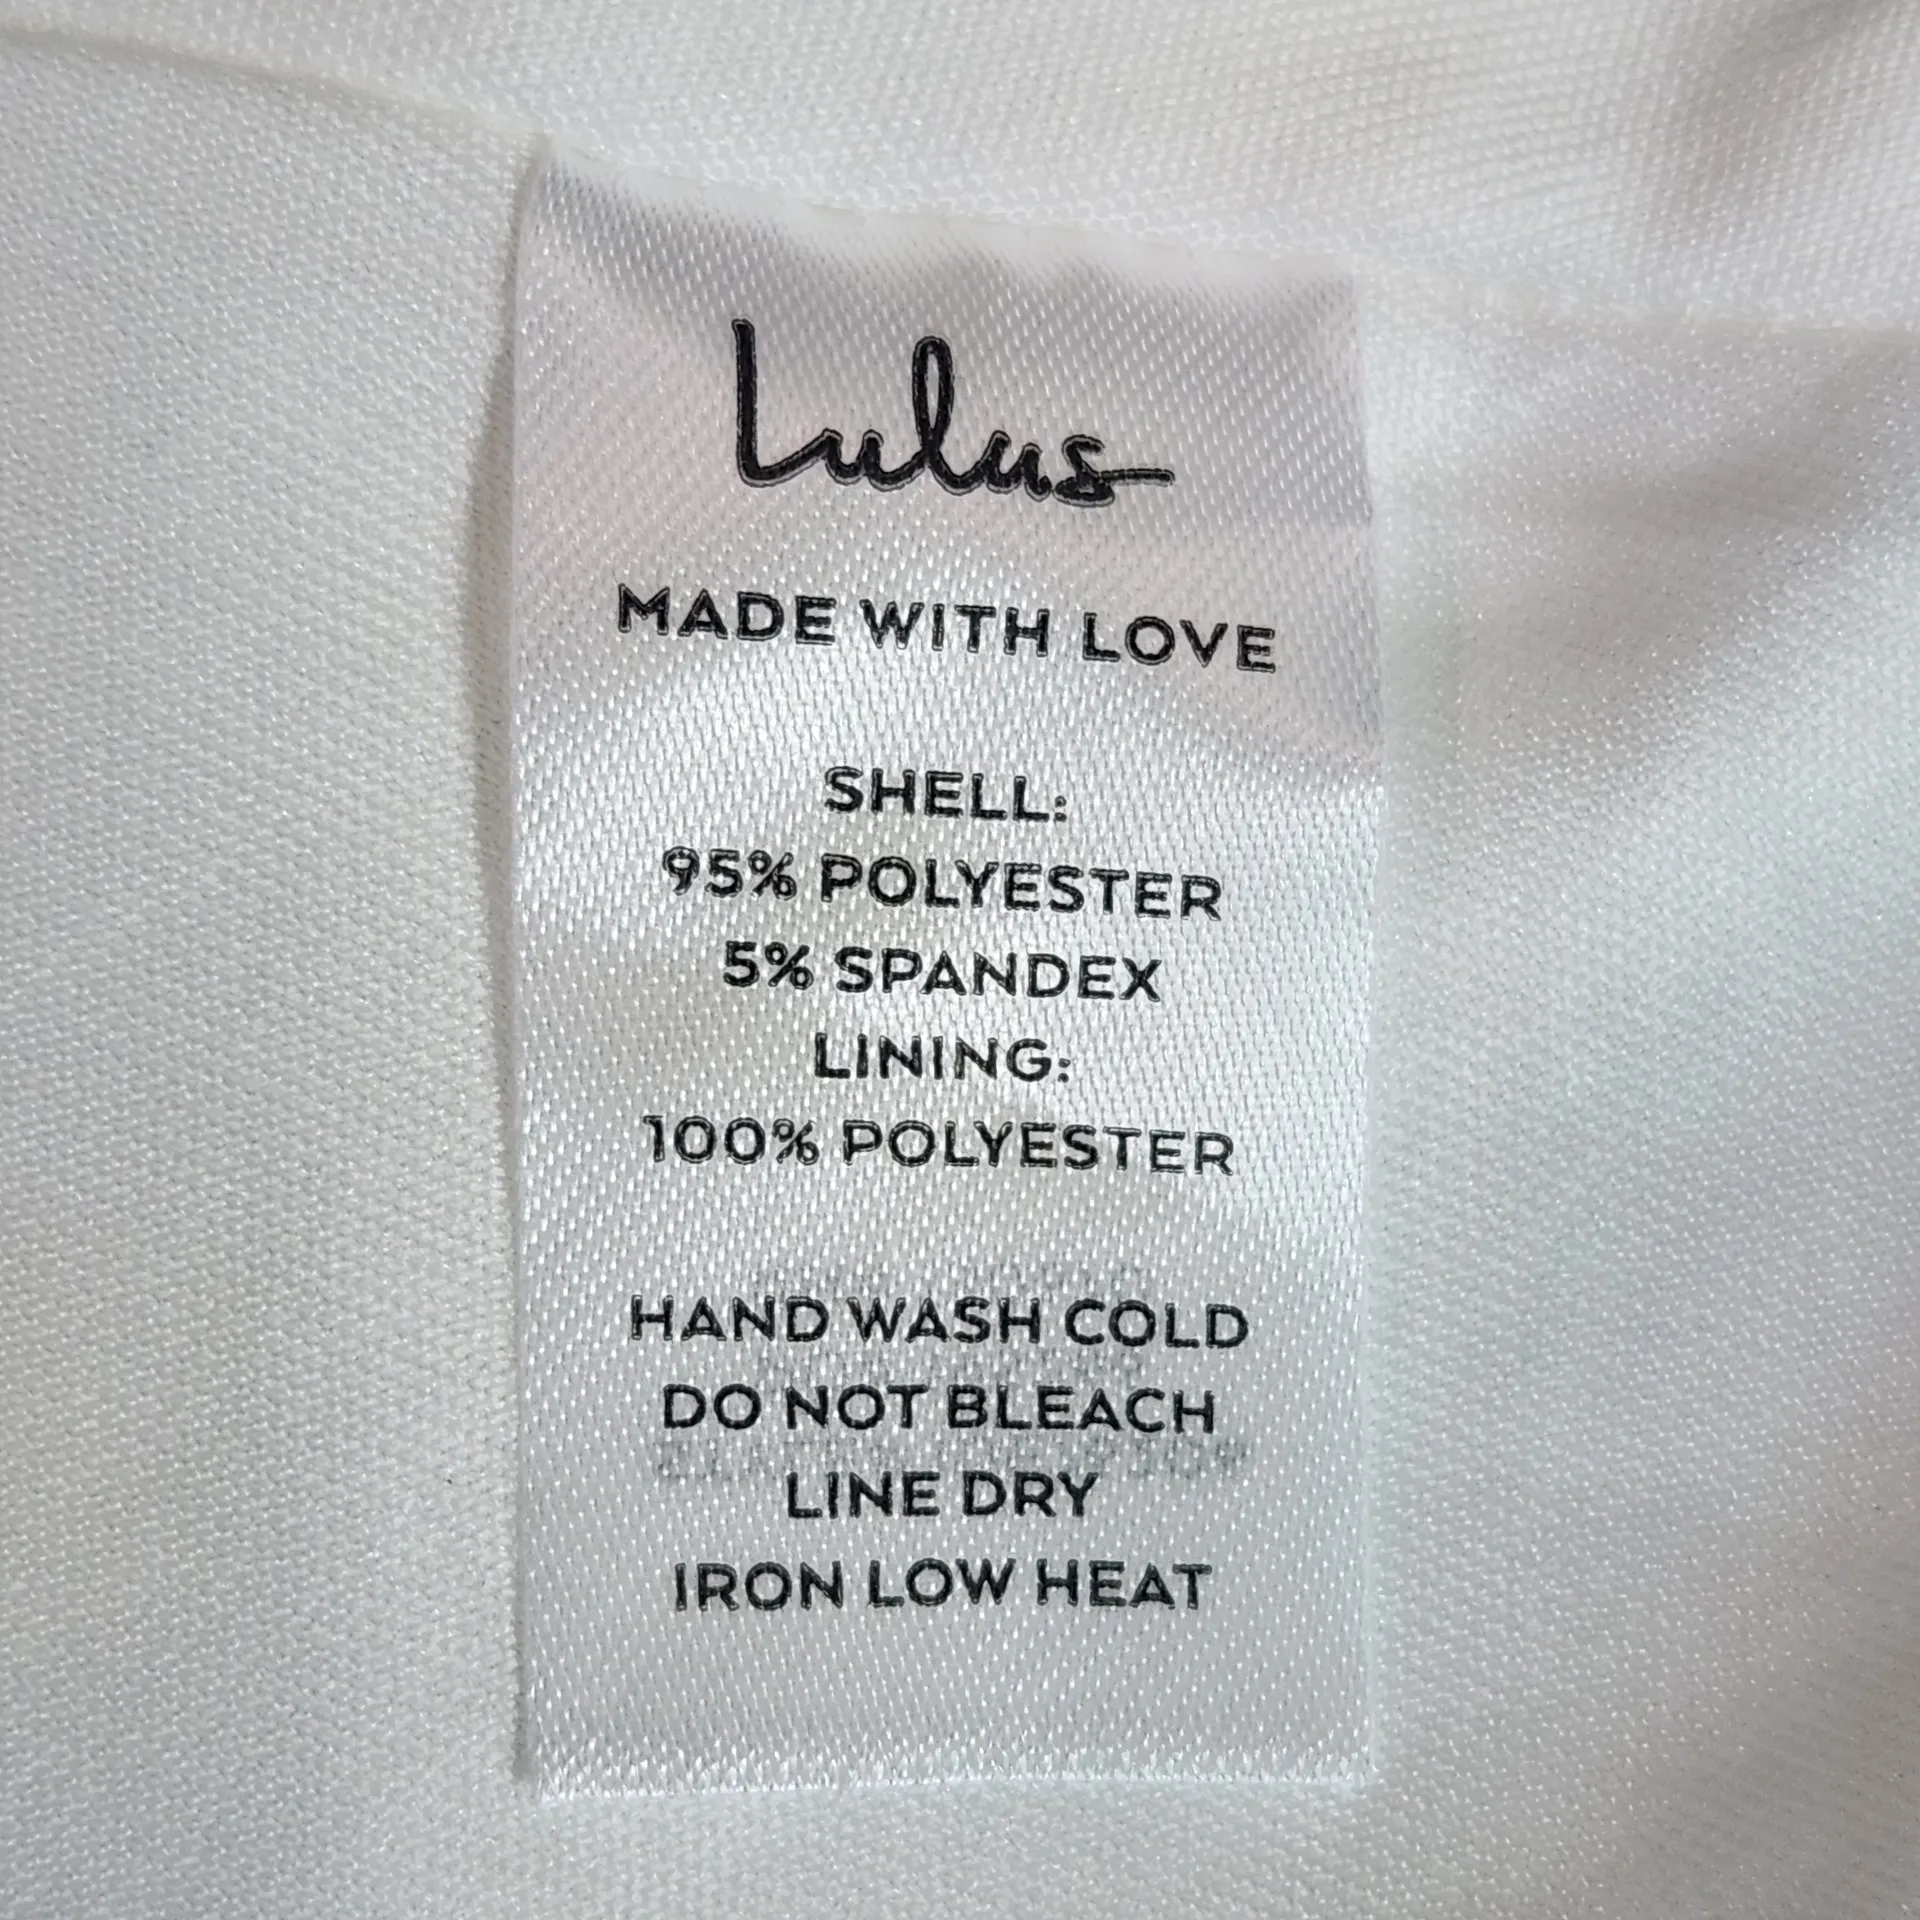 Lulus
MADE WITH LOVE
SHELL:
95% POLYESTER
5% SPANDEX
LINING:
100% POLYESTER
HAND WASH COLD
DO NOT BLEACH
LINE DRY
IRON LOW HEAT